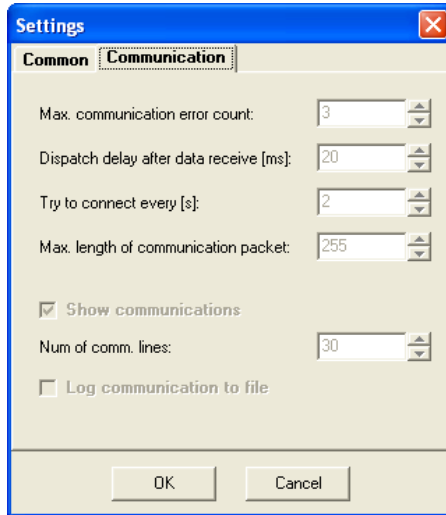 Settings
Common Communication
Max. communication error count: 3
Dispatch delay after data receive [ms]: 20
Try to connect every [s]: 2
Max. length of communication packet: 255
Show communications
Num of comm. lines: 30
Log communication to file
OK Cancel